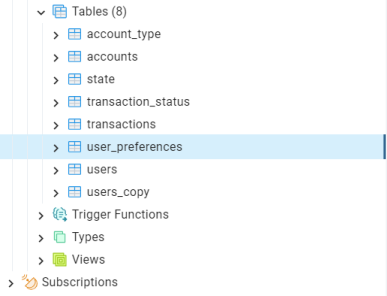 Tables (8)
account_type
accounts
state
transaction_status
transactions
user_preferences
users
users_copy
Trigger Functions
Types
Views
Subscriptions